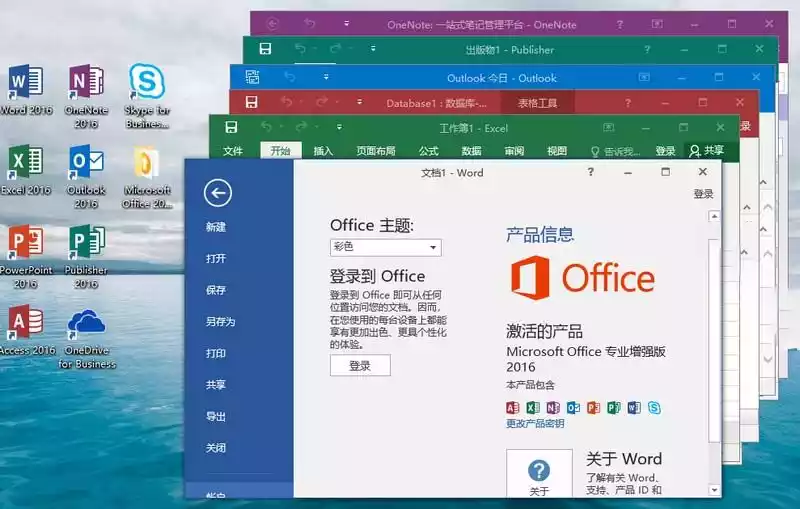 OneNote: 一站式笔记管理平台 - OneNote
出版物1 - Publisher
Outlook 今日 - Outlook
Database1 : 数据库-...
表格工具
录
工作簿1 - Excel
文件
开始
插入
页面布局
公式
数据
审阅
视图
告诉我...
登录
共享
文档1 - Word
登录
Word 2016
OneNote
2016
Skype for
Busines...
Excel 2016
Outlook
2016
Microsoft
Office 20...
PowerPoint
2016
Publisher
2016
Access 2016
OneDrive
for Business
新建
打开
保存
另存为
打印
共享
导出
关闭
帐户
Office 主题:
彩色
登录到 Office
登录到 Office 即可从任何
位置访问您的文档。因而，
在您使用的每台设备上都能
享有更加出色、更具个性化
的体验。
登录
产品信息
Office
激活的产品
Microsoft Office 专业增强版
2016
本产品包含
更改产品密钥
关于
关于 Word
了解有关 Word、
支持、产品 ID 和